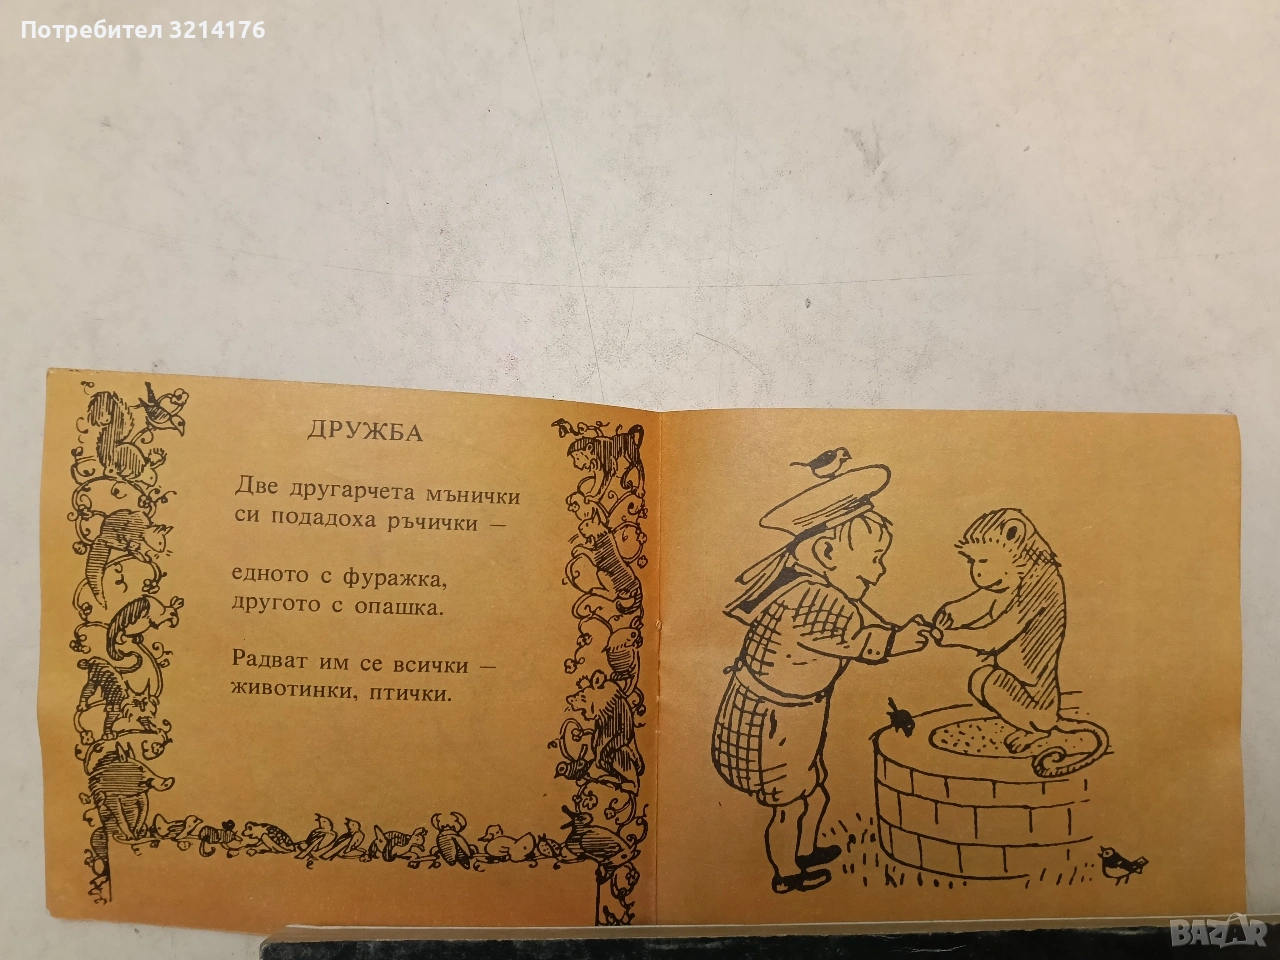 Потребител 3214176
ДРУЖБА
Две другарчета мънички
си подадоха ръчички –
едното с фуражка,
другото с опашка.
Радват им се всички –
животинки, птички.
BAZAR